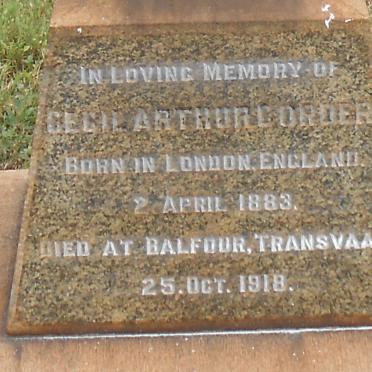 IN LOVING MEMORY OF
CECIL ARTHUR CORDER
BORN IN LONDON, ENGLAND.
2 APRIL 1883.
DIED AT BALFOUR, TRANSVAA
25. OCT. 1918.